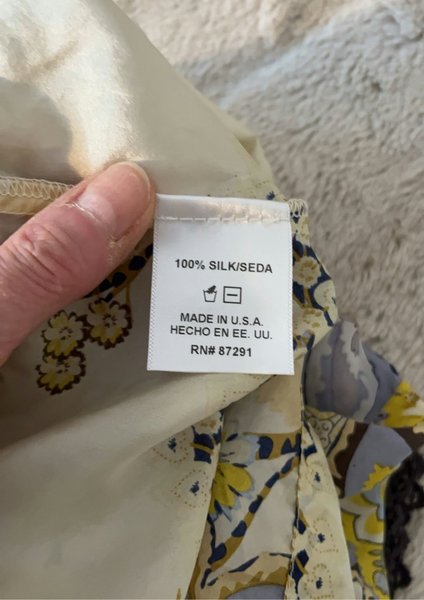 100% SILK/SEDA
MADE IN U.S.A.
HECHO EN EE. UU.
RN# 87291